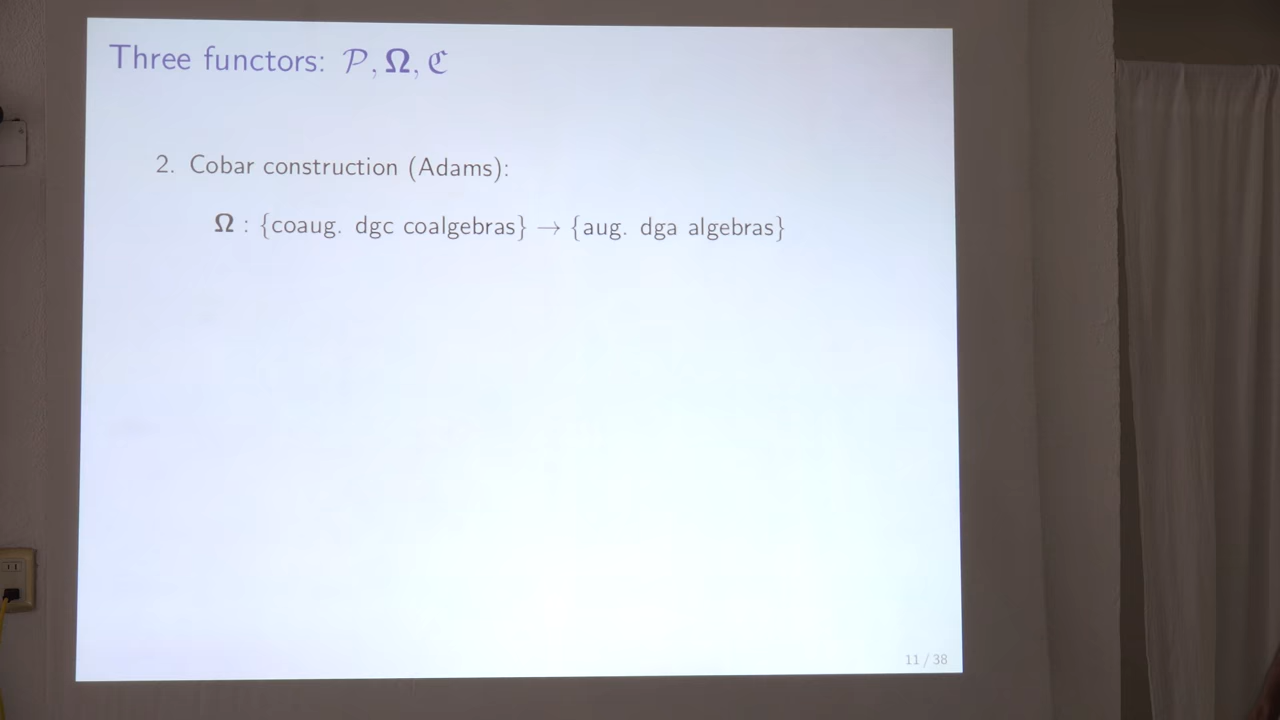 Three functors: 𝒫, Ω, ℭ
2. Cobar construction (Adams):
Ω : {coaug. dgc coalgebras} → {aug. dga algebras}
11 / 38